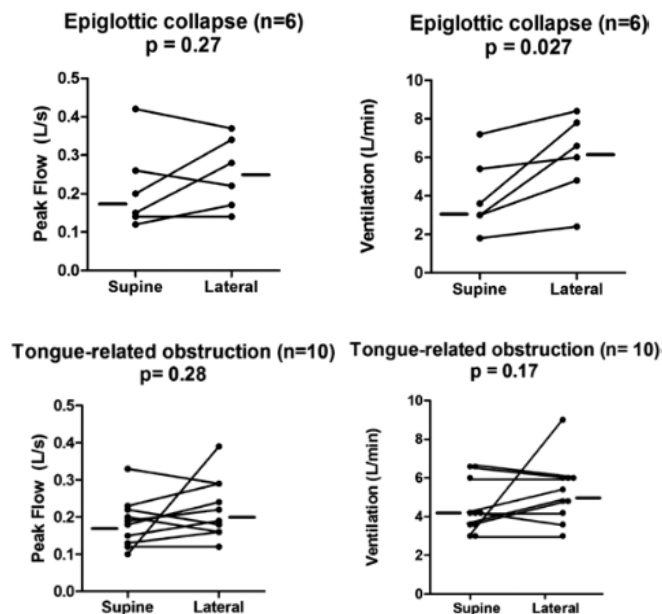 Epiglottic collapse (n=6)
p = 0.27
Peak Flow (L/s)
0.5
0.4
0.3
0.2
0.1
0.0
Supine Lateral
Epiglottic collapse (n=6)
p = 0.027
Ventilation (L/min)
10
8
6
4
2
0
Supine Lateral
Tongue-related obstruction (n=10)
p= 0.28
Peak Flow (L/s)
0.5
0.4
0.3
0.2
0.1
0.0
Supine Lateral
Tongue-related obstruction (n= 10)
p = 0.17
Ventilation (L/min)
10
8
6
4
2
0
Supine Lateral